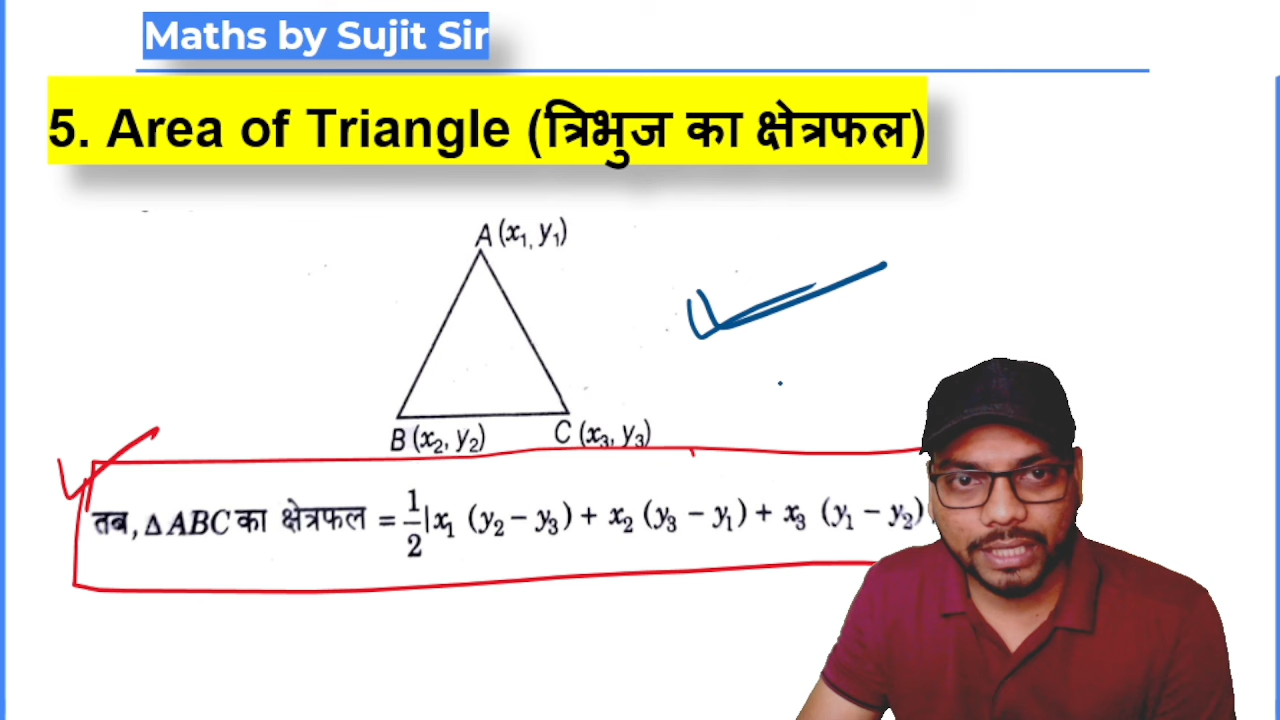 Maths by Sujit Sir
5. Area of Triangle (त्रिभुज का क्षेत्रफल)
A (x₁, y₁)
B (x₂, y₂) C (x₃, y₃)
तब, Δ ABC का क्षेत्रफल = 1/2 |x₁ (y₂ − y₃) + x₂ (y₃ − y₁) + x₃ (y₁ − y₂)